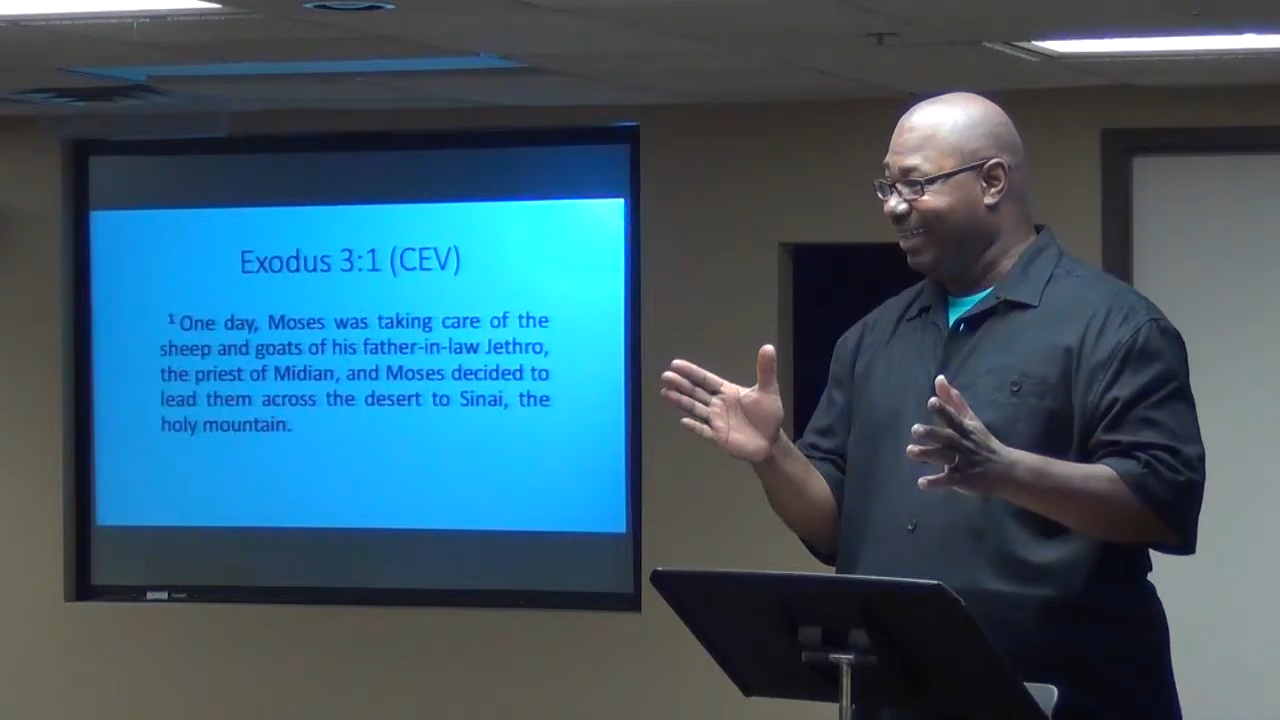 Exodus 3:1 (CEV)
¹ One day, Moses was taking care of the
sheep and goats of his father-in-law Jethro,
the priest of Midian, and Moses decided to
lead them across the desert to Sinai, the
holy mountain.